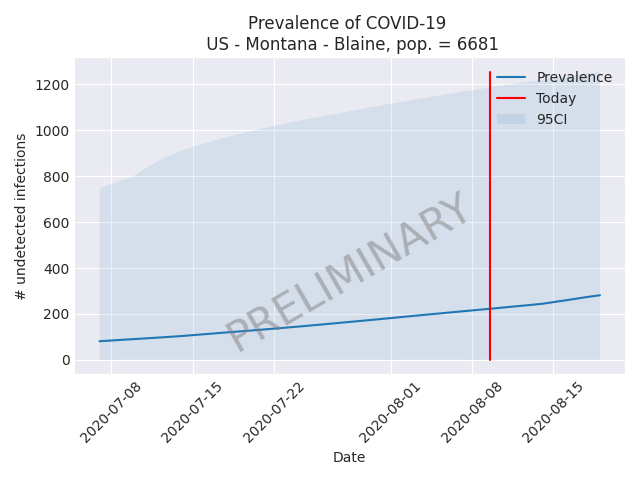 Prevalence of COVID-19
US - Montana - Blaine, pop. = 6681
# undetected infections
1200
1000
800
600
400
200
0
Prevalence
Today
95CI
PRELIMINARY
2020-07-08
2020-07-15
2020-07-22
2020-08-01
2020-08-08
2020-08-15
Date